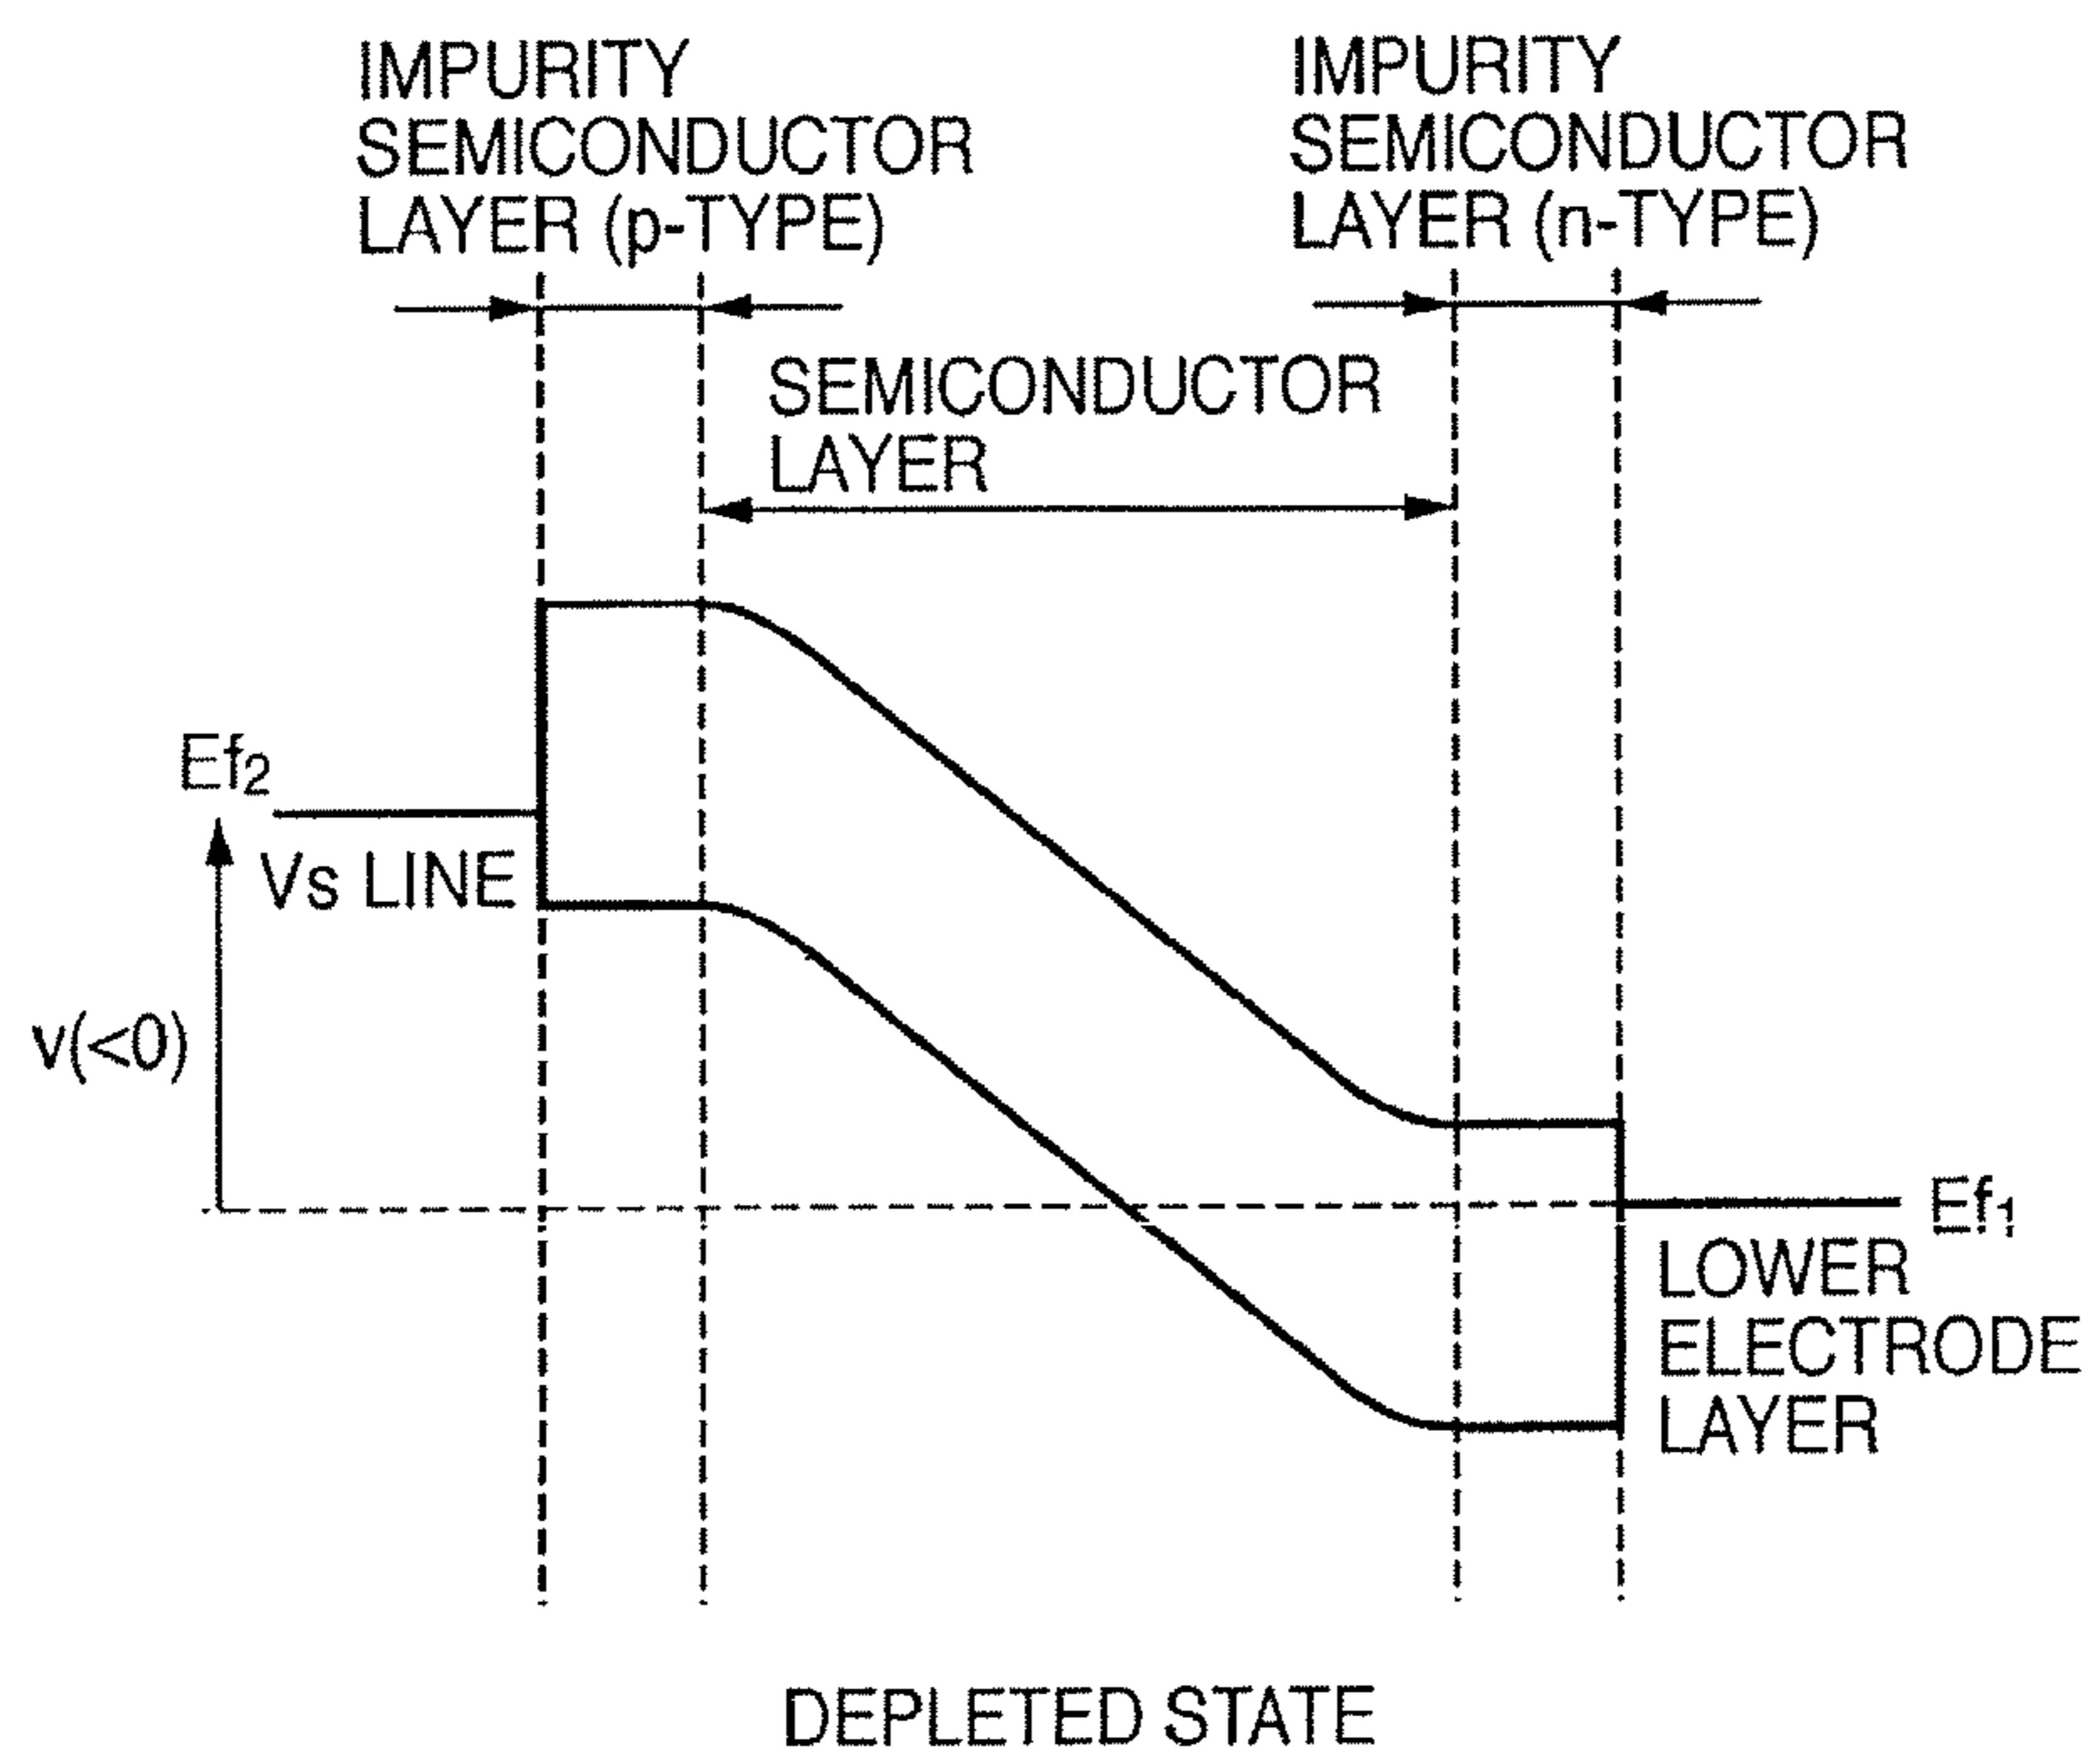 IMPURITY
SEMICONDUCTOR
LAYER (p-TYPE)
IMPURITY
SEMICONDUCTOR
LAYER (n-TYPE)
SEMICONDUCTOR
LAYER
Ef₂
Vs LINE
v(<0)
Ef₁
LOWER
ELECTRODE
LAYER
DEPLETED STATE